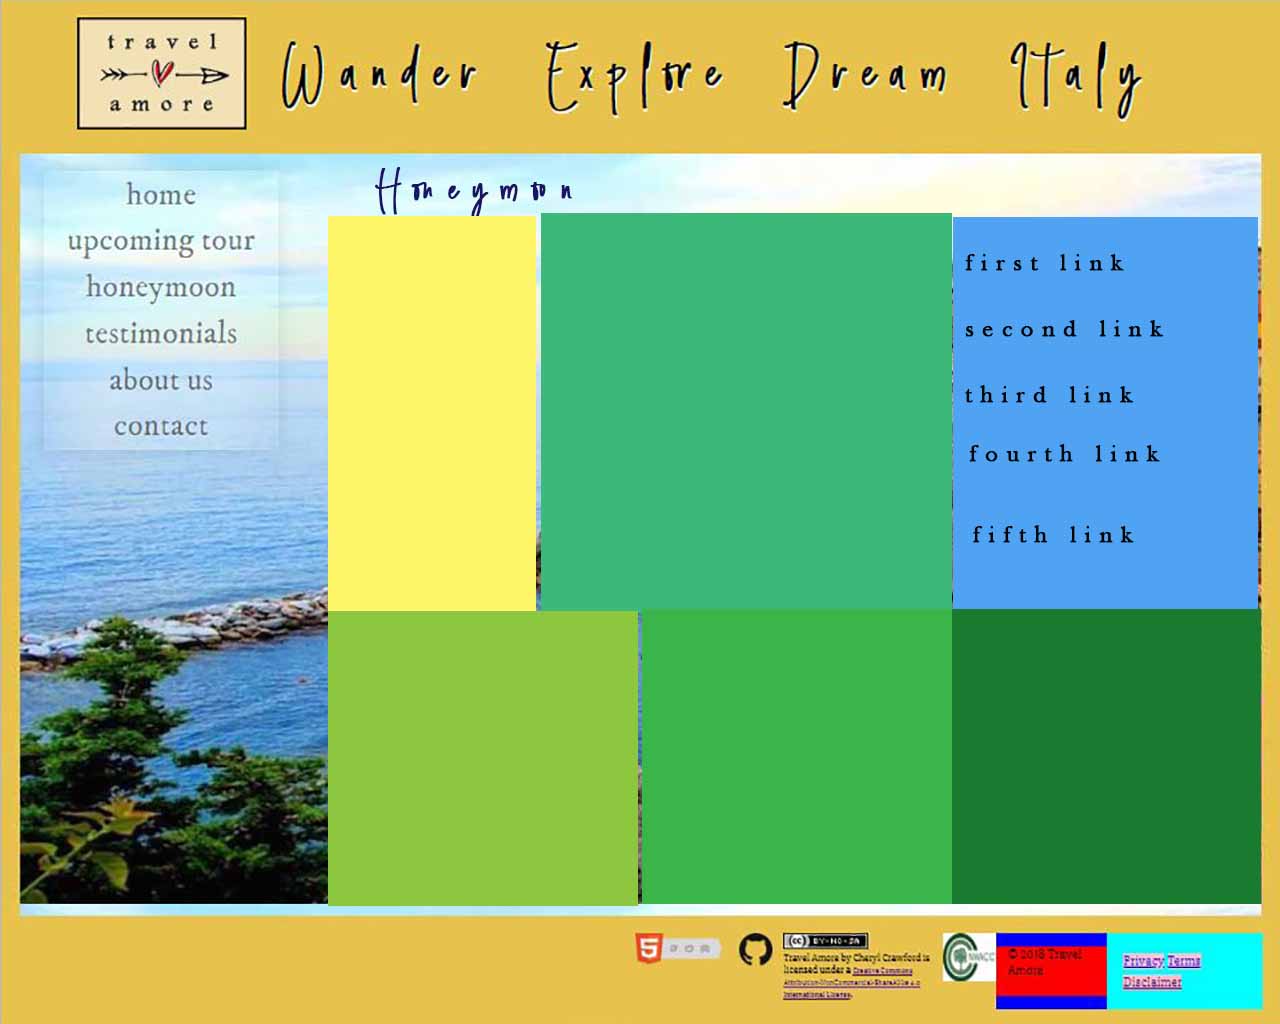 travel
amore
Wander Explore Dream Italy
home
upcoming tour
honeymoon
testimonials
about us
contact
Honeymoon
first link
second link
third link
fourth link
fifth link
5
(cc) BY-NC-SA
Travel Amore by Cheryl Crawford is
licensed under a Creative Commons
Attribution-NonCommercial-ShareAlike 4.0
International License.
NWACC
© 2018 Travel
Amore
Privacy Terms
Disclaimer